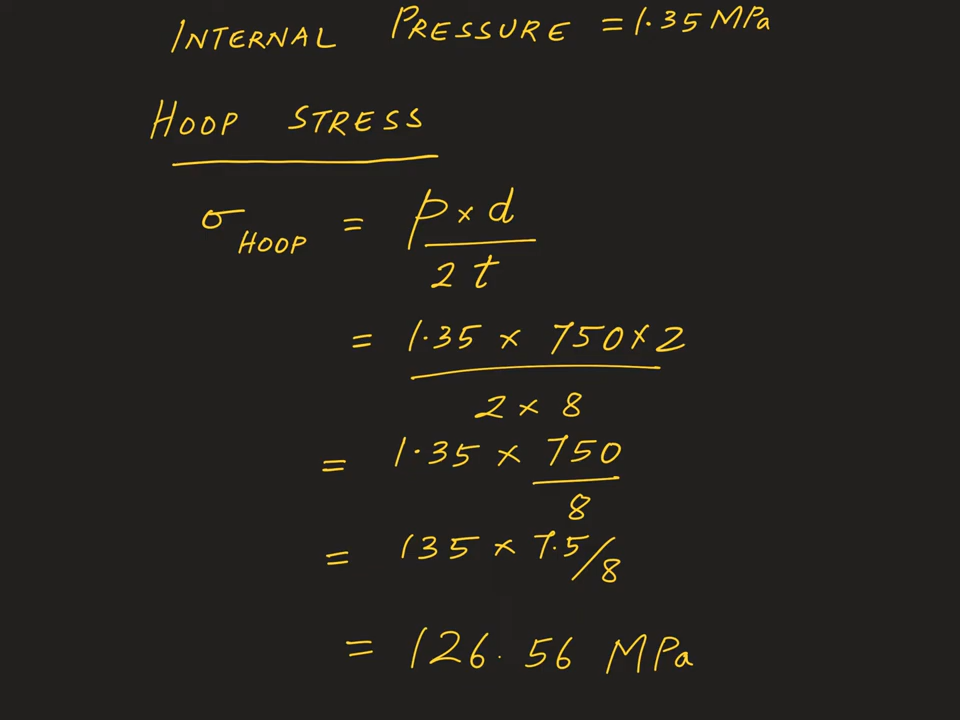 INTERNAL PRESSURE = 1.35 MPa
HOOP STRESS
σ HOOP = p × d
2 t
= 1.35 × 750 × 2
2 × 8
= 1.35 × 750
8
= 135 × 7.5/8
= 126.56 MPa